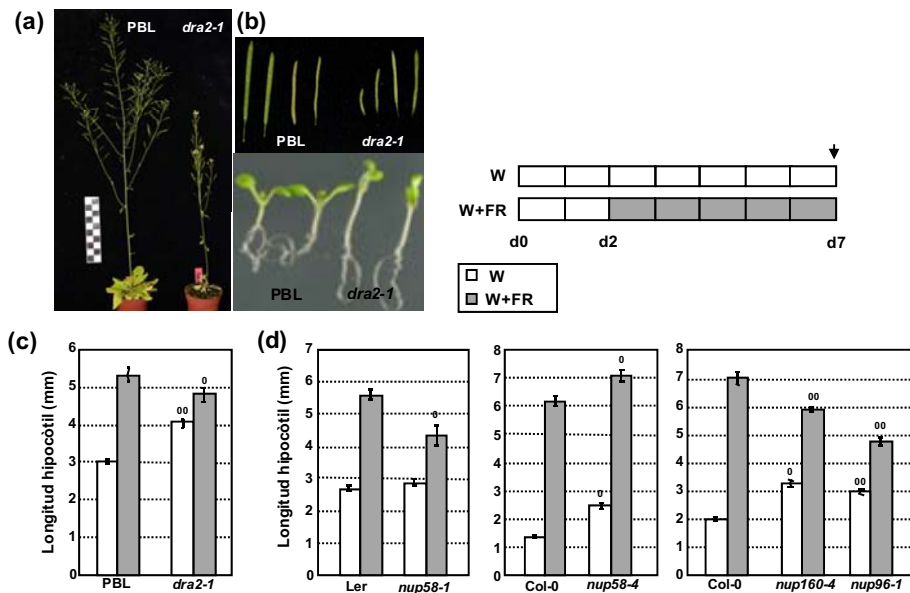 (a)
PBL dra2-1
(b)
PBL dra2-1
PBL dra2-1
W
W+FR
d0 d2 d7
W
W+FR
(c)
Longitud hipocòtil (mm)
6
5
4
3
2
1
0
00
0
PBL dra2-1
(d)
Longitud hipocòtil (mm)
7
6
5
4
3
2
1
0
0
Ler nup58-1
8
7
6
5
4
3
2
1
0
0
0
Col-0 nup58-4
8
7
6
5
4
3
2
1
0
0
00
00
00
Col-0 nup160-4 nup96-1